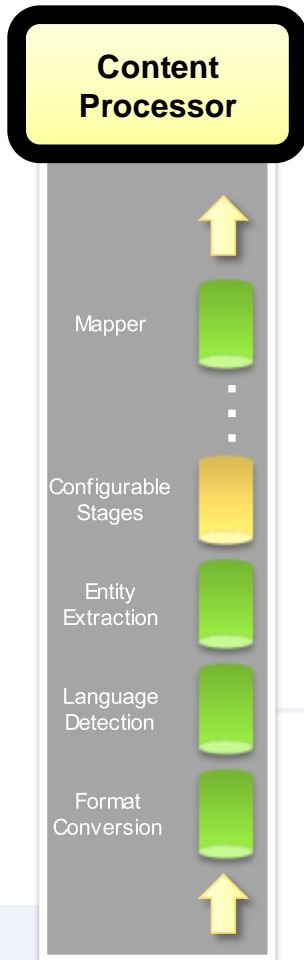 Content
Processor
Mapper
Configurable
Stages
Entity
Extraction
Language
Detection
Format
Conversion